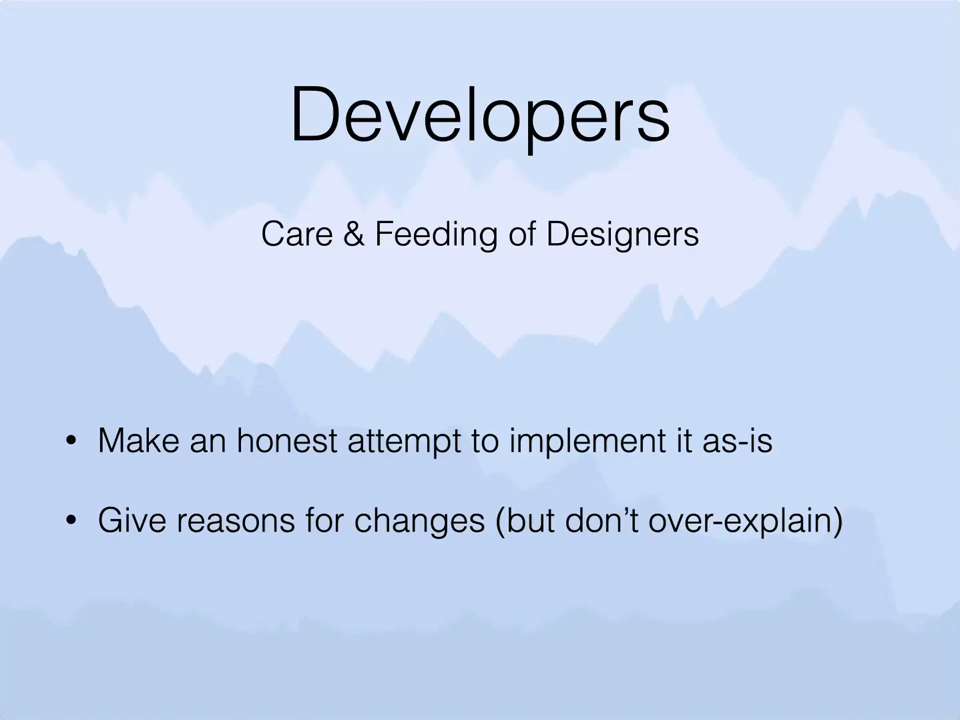 Developers
Care & Feeding of Designers
• Make an honest attempt to implement it as-is
• Give reasons for changes (but don’t over-explain)